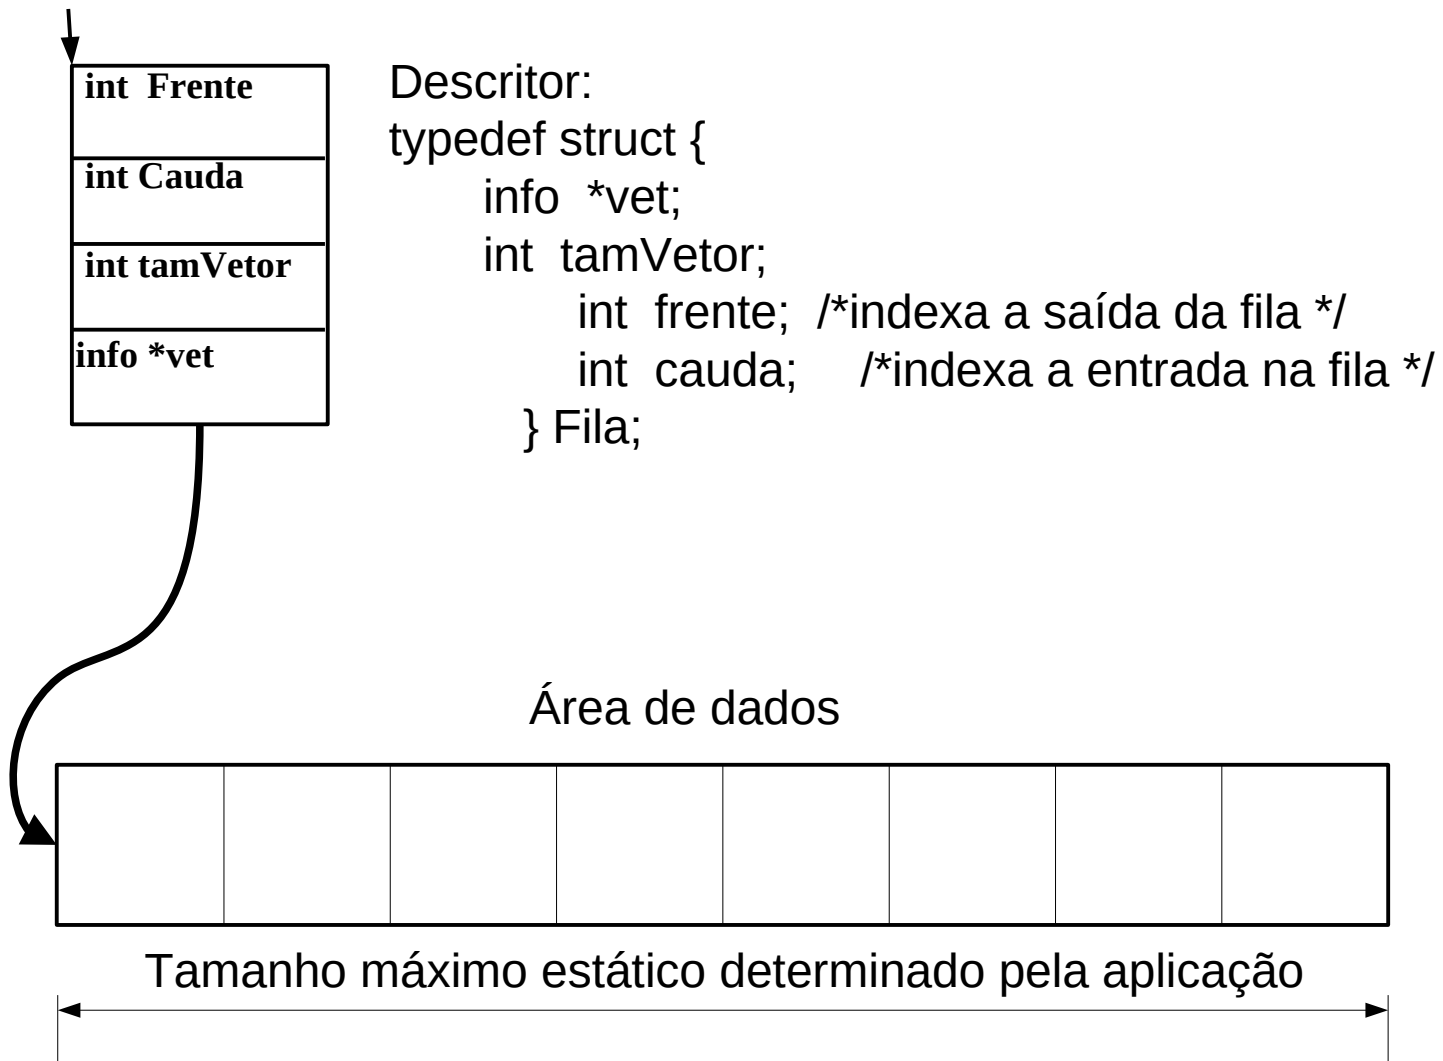 int Frente
int Cauda
int tamVetor
info *vet
Descritor:
typedef struct {
info *vet;
int tamVetor;
int frente; /*indexa a saída da fila */
int cauda; /*indexa a entrada na fila */
} Fila;
Área de dados
Tamanho máximo estático determinado pela aplicação